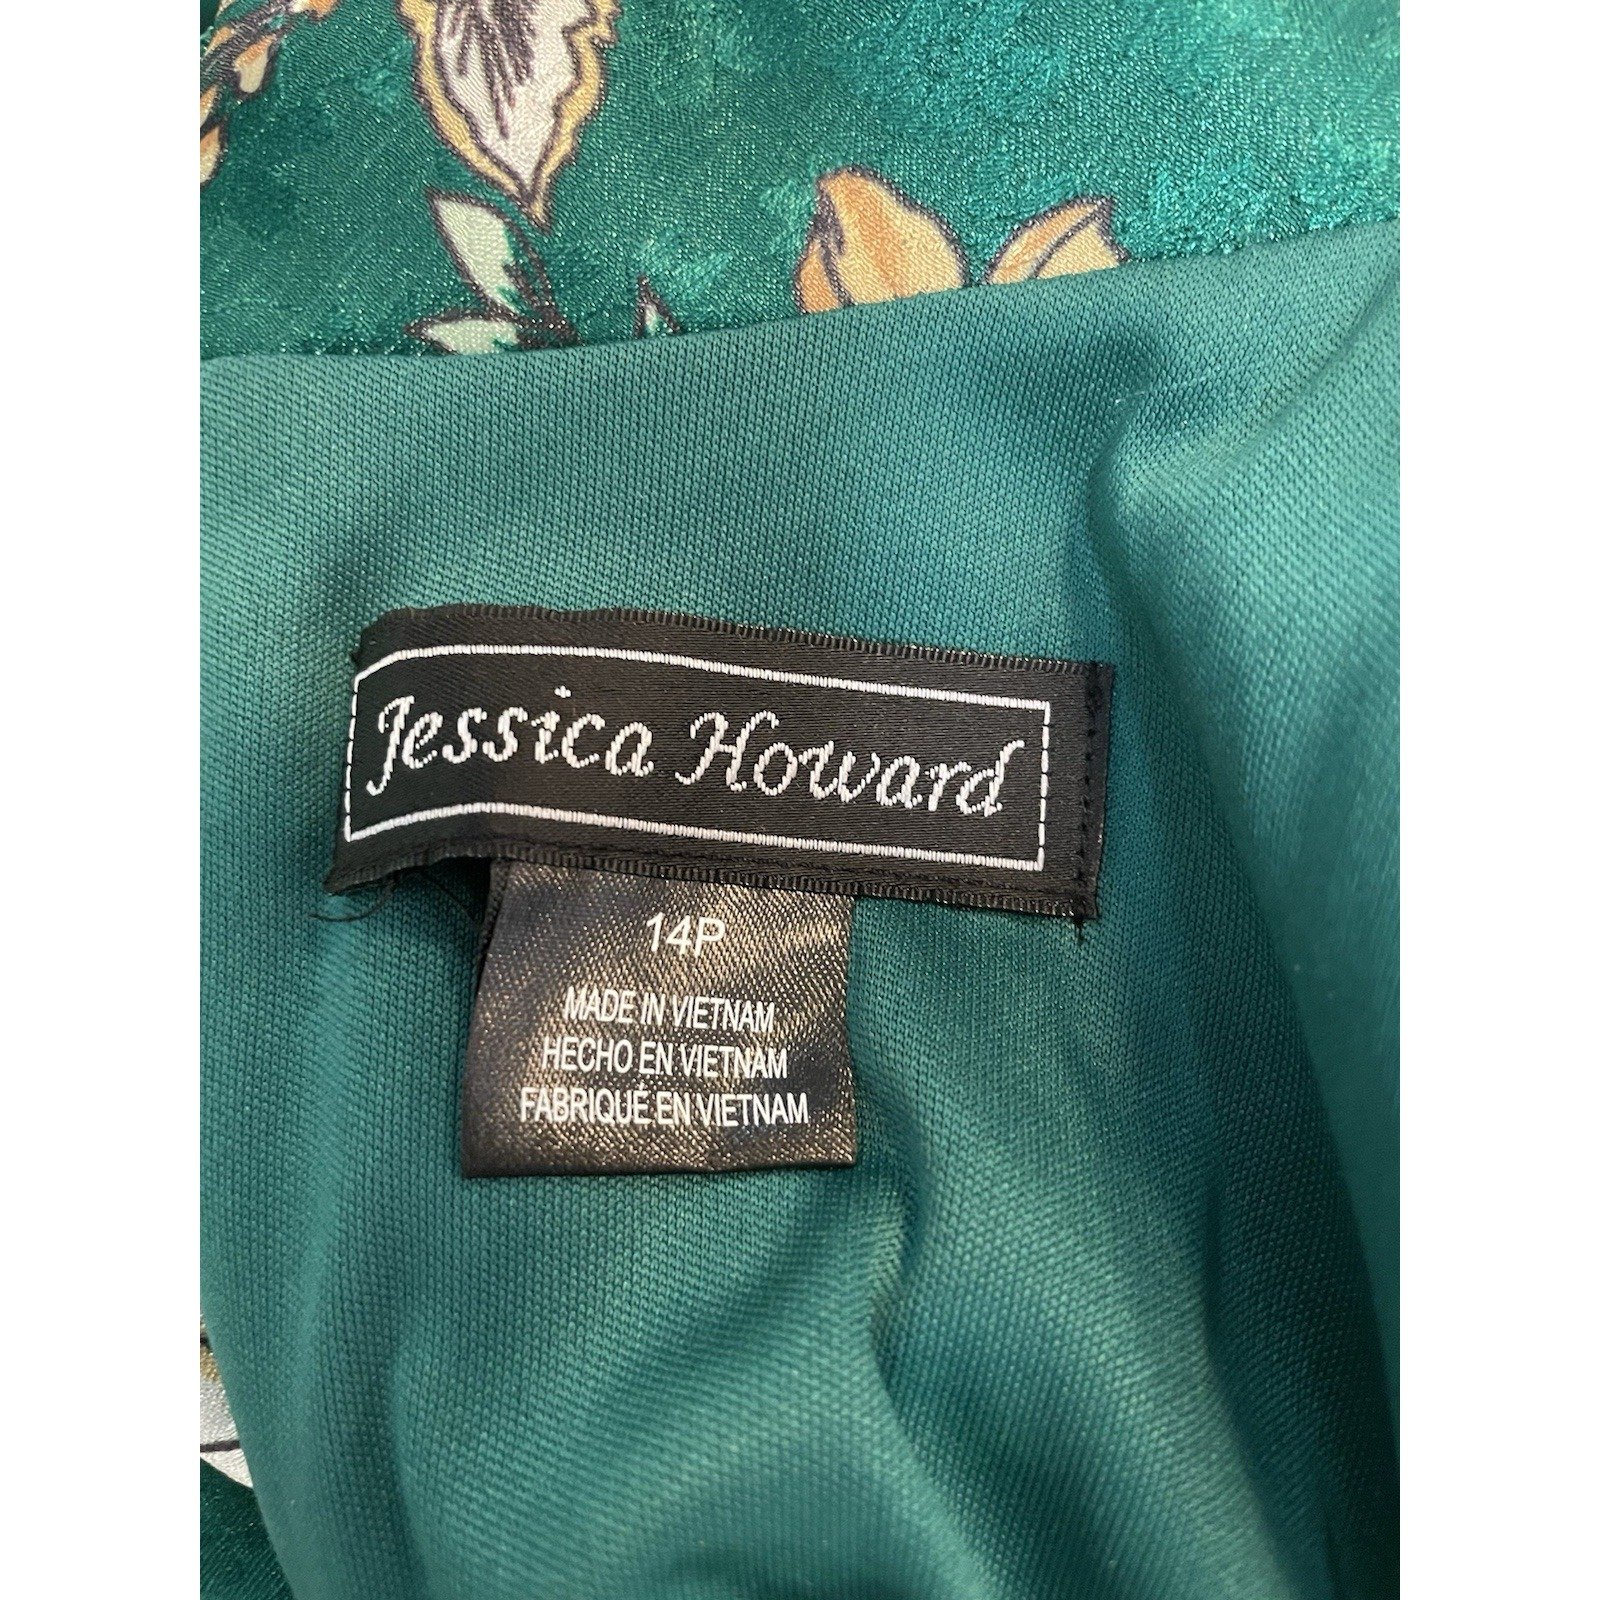 Jessica Howard
14P
MADE IN VIETNAM
HECHO EN VIETNAM
FABRIQUÉ EN VIETNAM